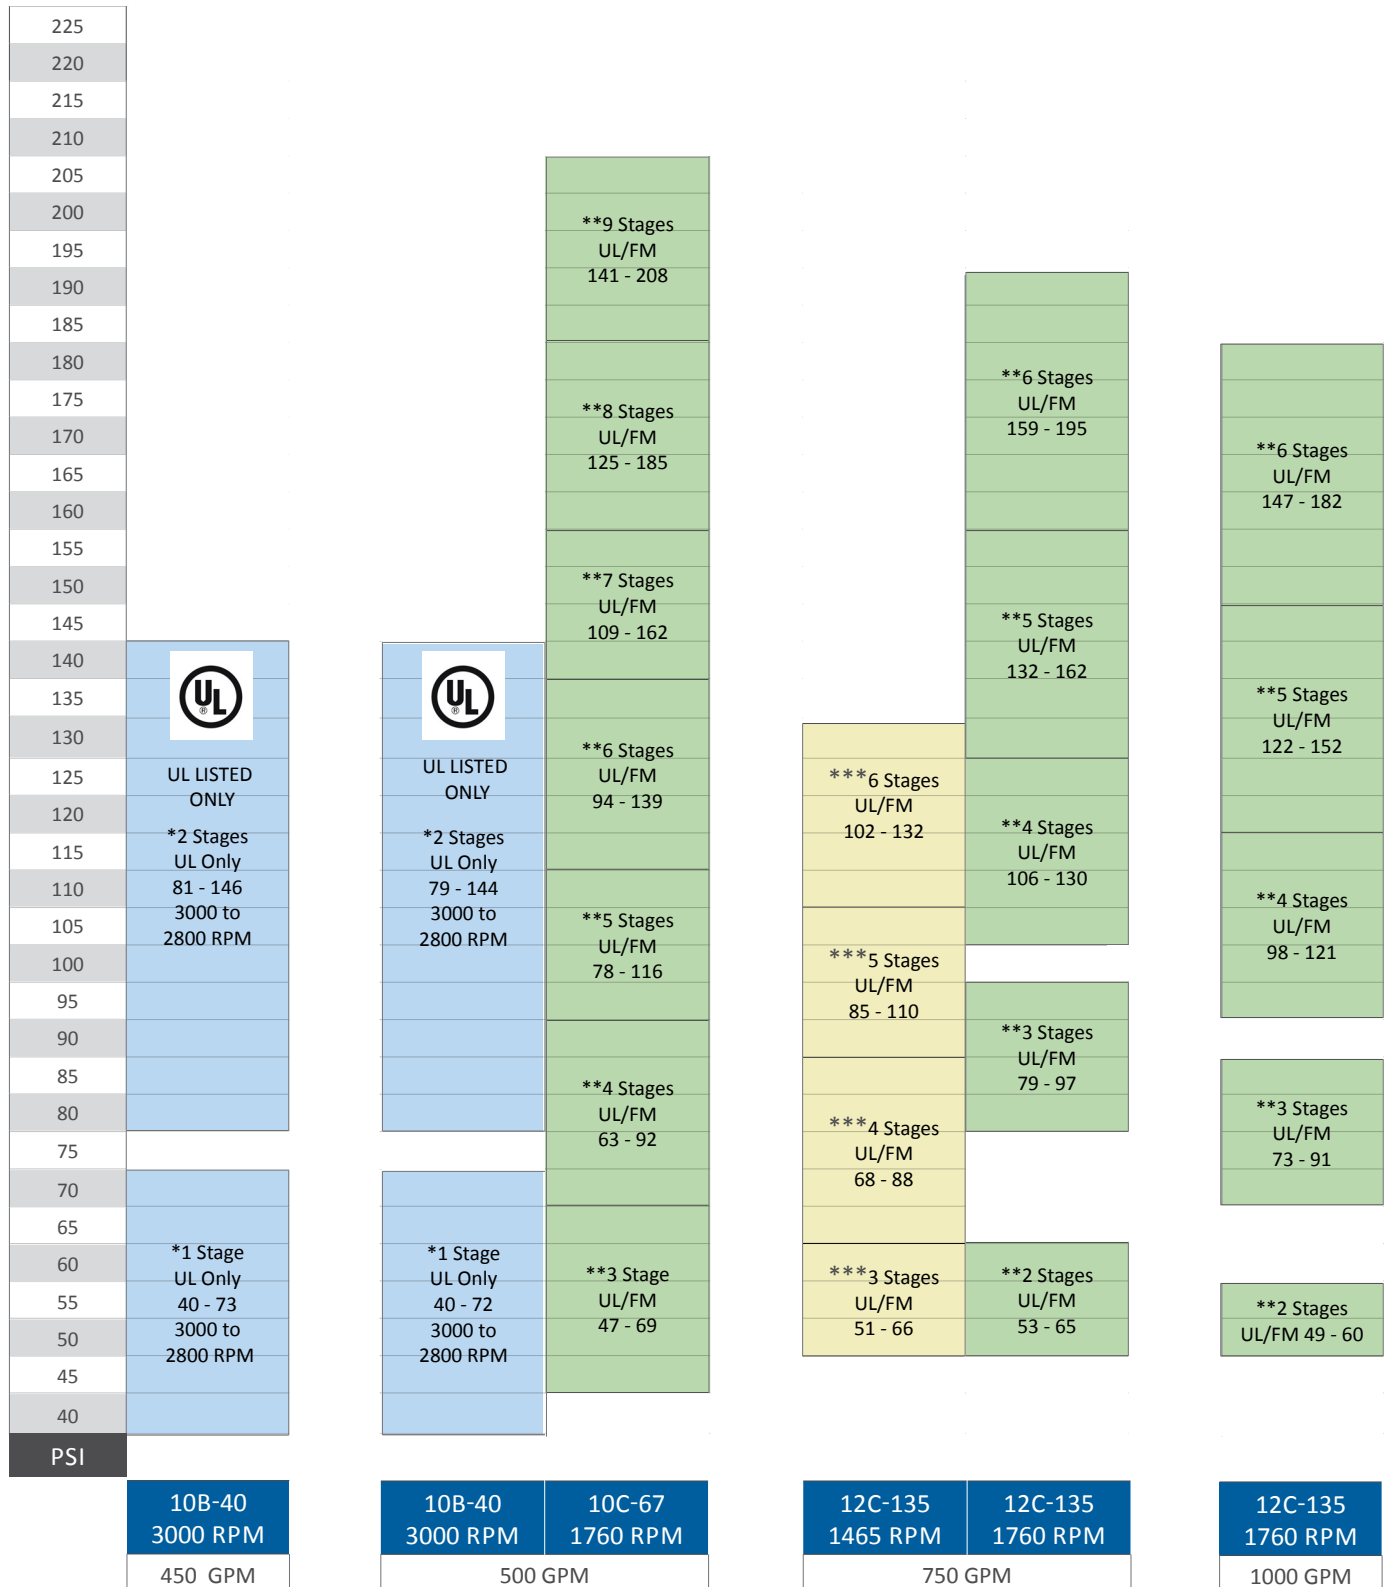 225
220
215
210
205
200
195
190
185
180
175
170
165
160
155
150
145
140
135
130
125
120
115
110
105
100
95
90
85
80
75
70
65
60
55
50
45
40
PSI
UL
®
UL LISTED
ONLY
*2 Stages
UL Only
81 - 146
3000 to
2800 RPM
*1 Stage
UL Only
40 - 73
3000 to
2800 RPM
10B-40
3000 RPM
450 GPM
UL
®
UL LISTED
ONLY
*2 Stages
UL Only
79 - 144
3000 to
2800 RPM
*1 Stage
UL Only
40 - 72
3000 to
2800 RPM
10B-40
3000 RPM
**9 Stages
UL/FM
141 - 208
**8 Stages
UL/FM
125 - 185
**7 Stages
UL/FM
109 - 162
**6 Stages
UL/FM
94 - 139
**5 Stages
UL/FM
78 - 116
**4 Stages
UL/FM
63 - 92
**3 Stage
UL/FM
47 - 69
10C-67
1760 RPM
500 GPM
***6 Stages
UL/FM
102 - 132
***5 Stages
UL/FM
85 - 110
***4 Stages
UL/FM
68 - 88
***3 Stages
UL/FM
51 - 66
12C-135
1465 RPM
**6 Stages
UL/FM
159 - 195
**5 Stages
UL/FM
132 - 162
**4 Stages
UL/FM
106 - 130
**3 Stages
UL/FM
79 - 97
**2 Stages
UL/FM
53 - 65
12C-135
1760 RPM
750 GPM
**6 Stages
UL/FM
147 - 182
**5 Stages
UL/FM
122 - 152
**4 Stages
UL/FM
98 - 121
**3 Stages
UL/FM
73 - 91
**2 Stages
UL/FM 49 - 60
12C-135
1760 RPM
1000 GPM